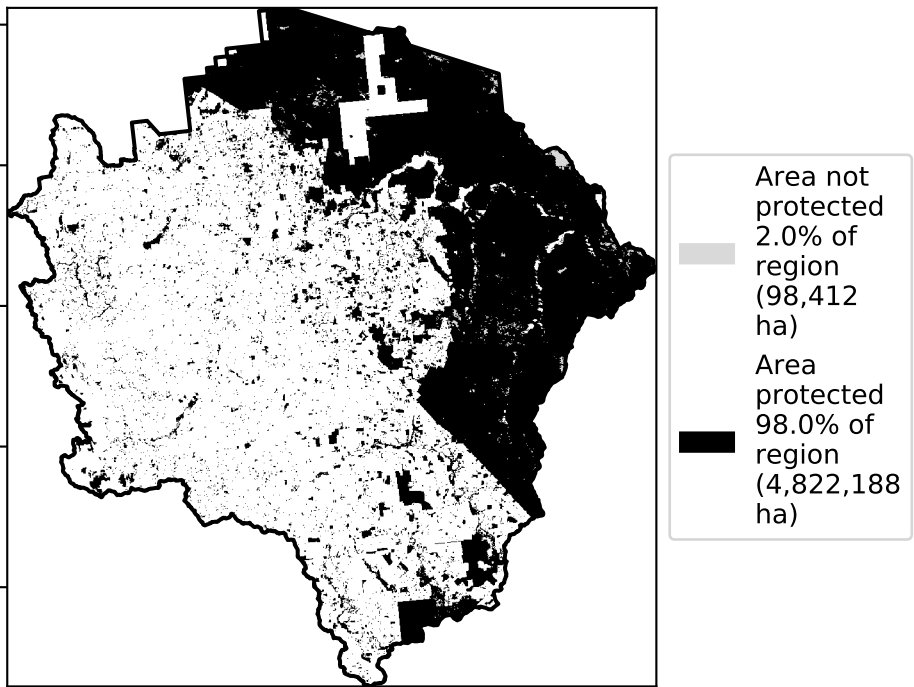 Area not
protected
2.0% of
region
(98,412
ha)
Area
protected
98.0% of
region
(4,822,188
ha)